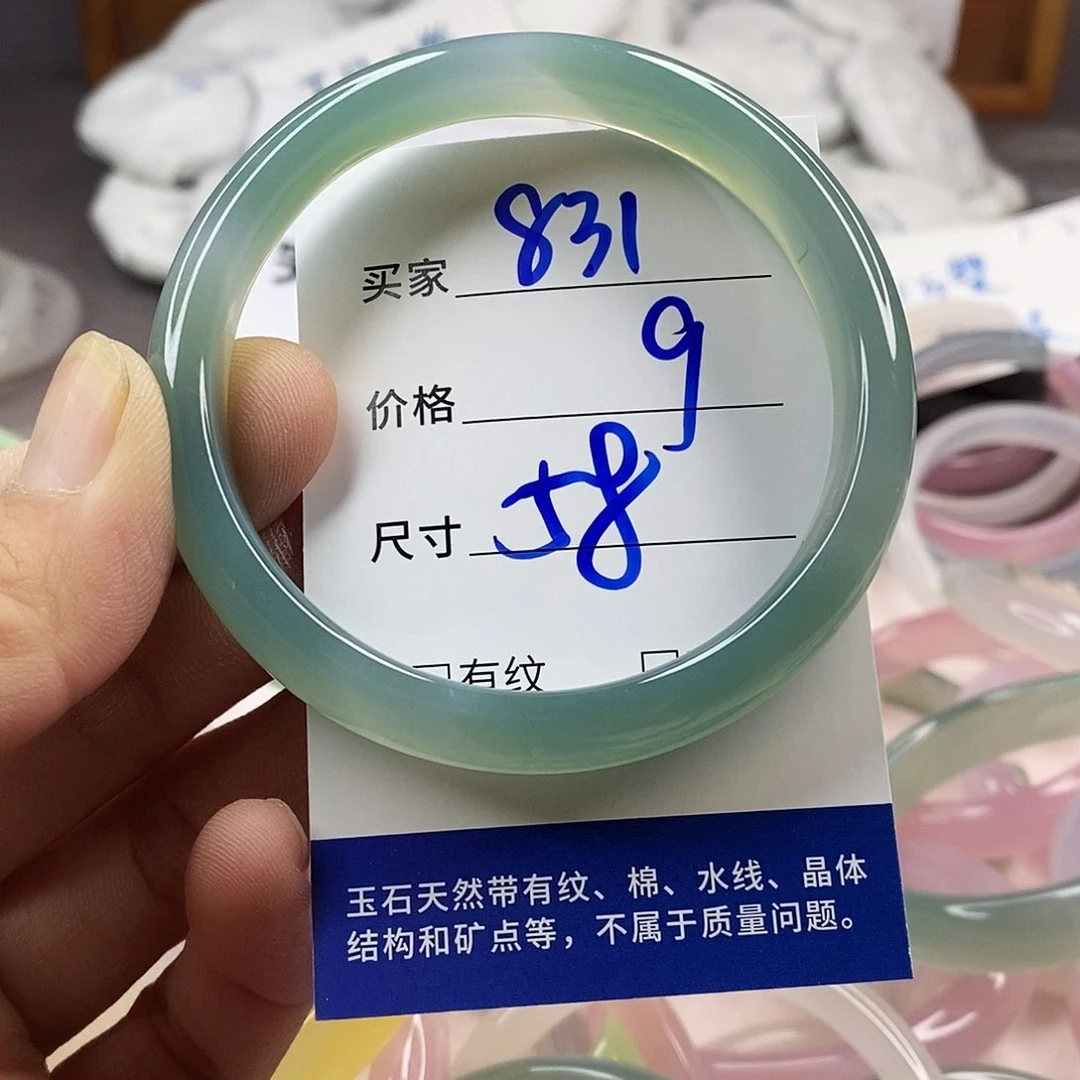 买家 831
价格 9
尺寸 58
□有纹 □
玉石天然带有纹、棉、水线、晶体
结构和矿点等，不属于质量问题。